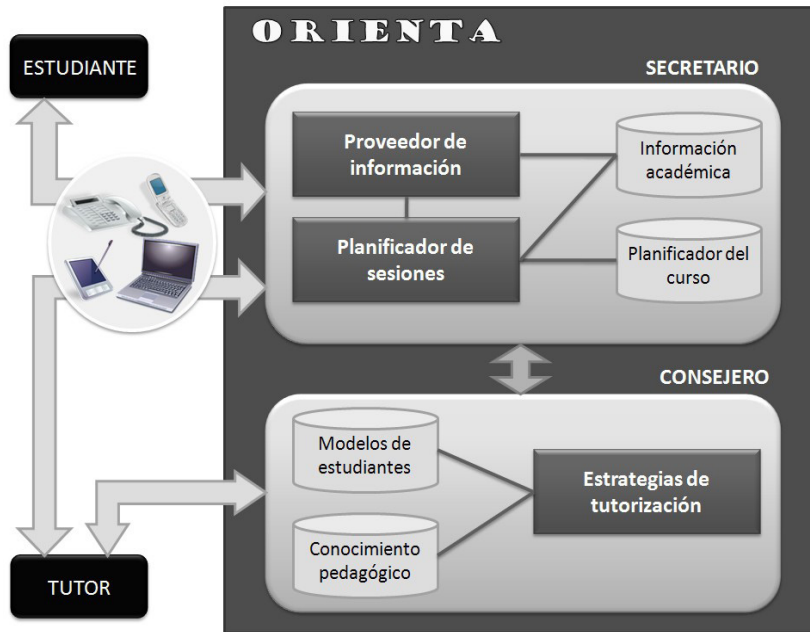 ORIENTA
ESTUDIANTE
SECRETARIO
Proveedor de
información
Información
académica
Planificador de
sesiones
Planificador del
curso
CONSEJERO
Modelos de
estudiantes
Estrategias de
tutorización
Conocimiento
pedagógico
TUTOR